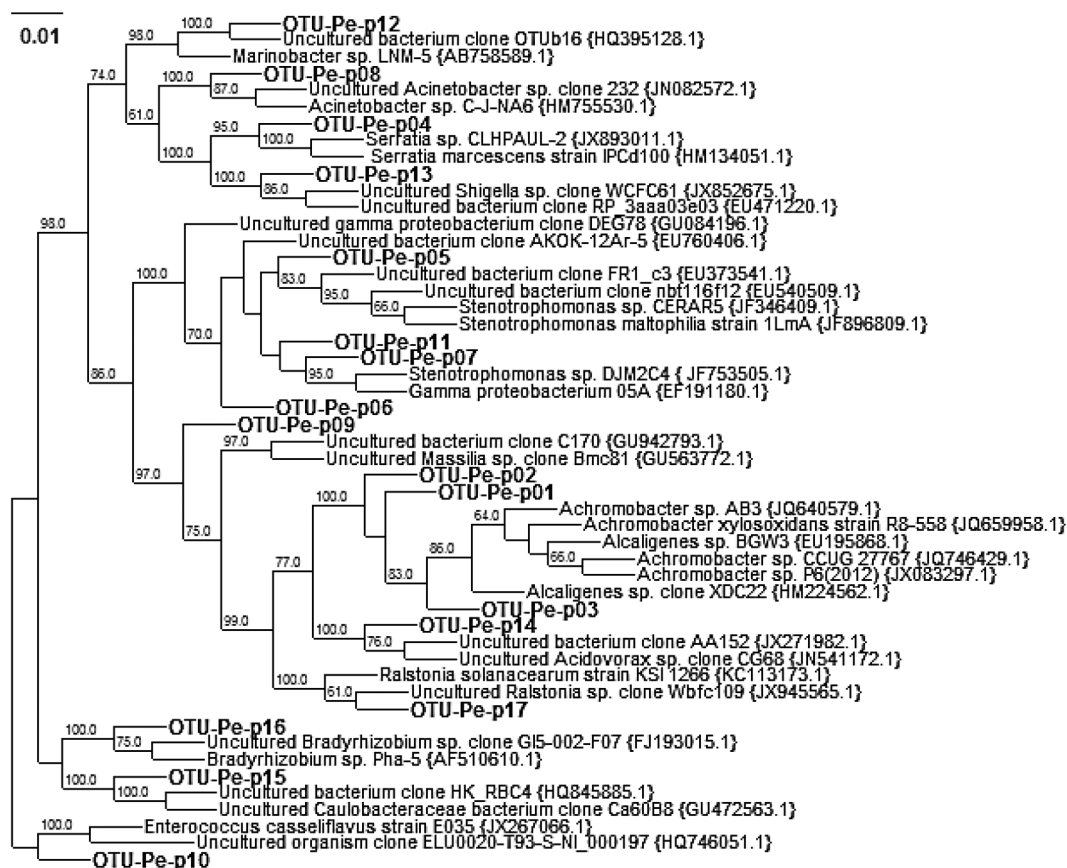 0.01
100.0
OTU-Pe-p12
98.0
Uncultured bacterium clone OTUb16 {HQ395128.1}
Marinobacter sp. LNM-5 {AB758589.1}
74.0
100.0
OTU-Pe-p08
87.0
Uncultured Acinetobacter sp. clone 232 {JN082572.1}
Acinetobacter sp. C-J-NA6 {HM755530.1}
61.0
95.0
OTU-Pe-p04
100.0
Serratia sp. CLHPAUL-2 {JX893011.1}
Serratia marcescens strain IPCd100 {HM134051.1}
100.0
100.0
OTU-Pe-p13
86.0
Uncultured Shigella sp. clone WCFC61 {JX852675.1}
Uncultured bacterium clone RP_3aaa03e03 {EU471220.1}
98.0
Uncultured gamma proteobacterium clone DEG78 {GU084196.1}
Uncultured bacterium clone AKOK-12Ar-5 {EU760406.1}
OTU-Pe-p05
100.0
83.0
Uncultured bacterium clone FR1_c3 {EU373541.1}
95.0
Uncultured bacterium clone nbt116f12 {EU540509.1}
66.0
Stenotrophomonas sp. CERAR5 {JF346409.1}
Stenotrophomonas maltophilia strain 1LmA {JF896809.1}
70.0
OTU-Pe-p11
OTU-Pe-p07
95.0
Stenotrophomonas sp. DJM2C4 { JF753505.1}
Gamma proteobacterium 05A {EF191180.1}
86.0
OTU-Pe-p06
OTU-Pe-p09
97.0
Uncultured bacterium clone C170 {GU942793.1}
Uncultured Massilia sp. clone Bmc81 {GU563772.1}
97.0
OTU-Pe-p02
100.0
OTU-Pe-p01
75.0
Achromobacter sp. AB3 {JQ640579.1}
64.0
Achromobacter xylosoxidans strain R8-558 {JQ659958.1}
Alcaligenes sp. BGW3 {EU195868.1}
86.0
66.0
Achromobacter sp. CCUG 27767 {JQ746429.1}
77.0
83.0
Achromobacter sp. P6(2012) {JX083297.1}
Alcaligenes sp. clone XDC22 {HM224562.1}
OTU-Pe-p03
99.0
100.0
OTU-Pe-p14
76.0
Uncultured bacterium clone AA152 {JX271982.1}
Uncultured Acidovorax sp. clone CG68 {JN541172.1}
100.0
Ralstonia solanacearum strain KSI 1266 {KC113173.1}
61.0
Uncultured Ralstonia sp. clone Wbfc109 {JX945565.1}
OTU-Pe-p17
100.0
OTU-Pe-p16
75.0
Uncultured Bradyrhizobium sp. clone GI5-002-F07 {FJ193015.1}
Bradyrhizobium sp. Pha-5 {AF510610.1}
100.0
OTU-Pe-p15
100.0
Uncultured bacterium clone HK_RBC4 {HQ845885.1}
Uncultured Caulobacteraceae bacterium clone Ca60B8 {GU472563.1}
100.0
Enterococcus casseliflavus strain E035 {JX267066.1}
Uncultured organism clone ELU0020-T93-S-NI_000197 {HQ746051.1}
OTU-Pe-p10